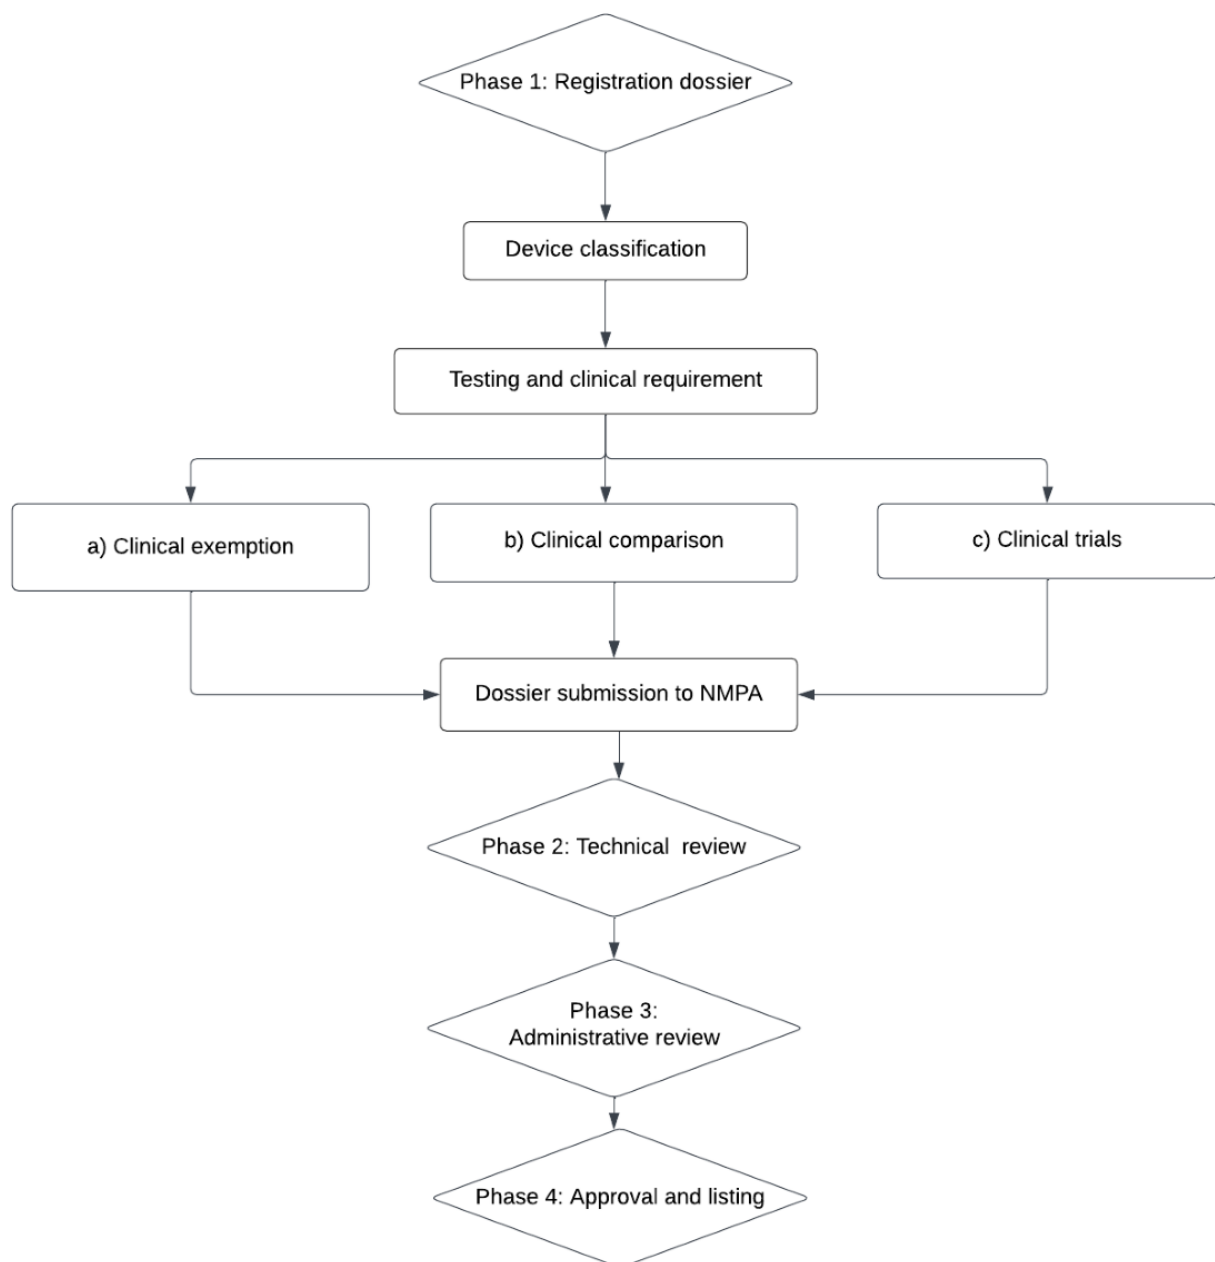 Phase 1: Registration dossier
Device classification
Testing and clinical requirement
a) Clinical exemption
b) Clinical comparison
c) Clinical trials
Dossier submission to NMPA
Phase 2: Technical  review
Phase 3:
Administrative review
Phase 4: Approval and listing